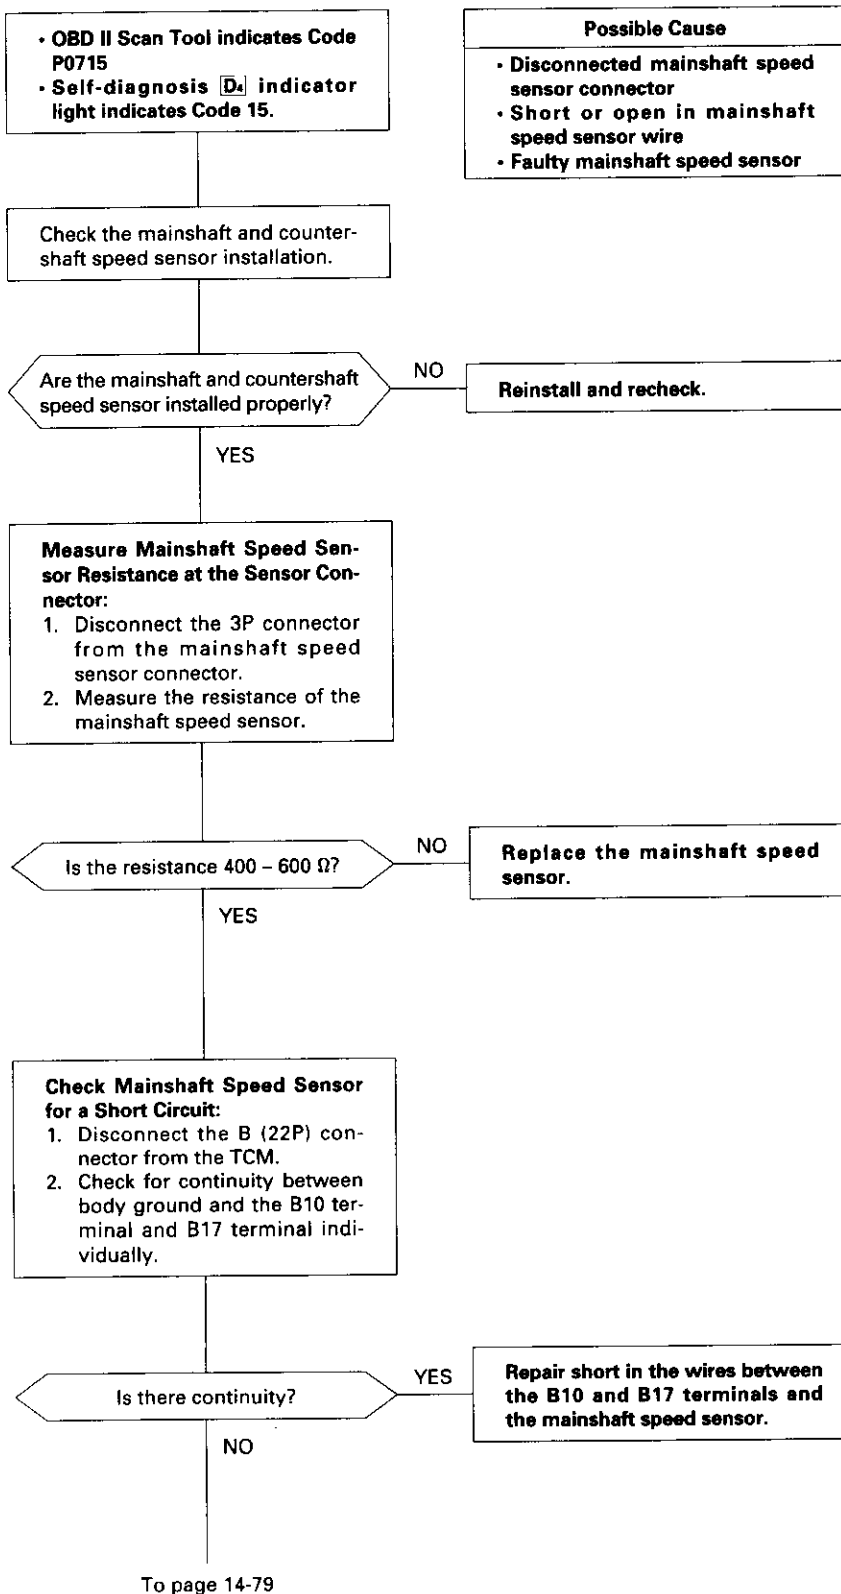 • OBD II Scan Tool indicates Code
P0715
• Self-diagnosis D4 indicator
light indicates Code 15.
Possible Cause
• Disconnected mainshaft speed
sensor connector
• Short or open in mainshaft
speed sensor wire
• Faulty mainshaft speed sensor
Check the mainshaft and counter-
shaft speed sensor installation.
Are the mainshaft and countershaft
speed sensor installed properly?
NO
Reinstall and recheck.
YES
Measure Mainshaft Speed Sen-
sor Resistance at the Sensor Con-
nector:
1. Disconnect the 3P connector
from the mainshaft speed
sensor connector.
2. Measure the resistance of the
mainshaft speed sensor.
Is the resistance 400 – 600 Ω?
NO
Replace the mainshaft speed
sensor.
YES
Check Mainshaft Speed Sensor
for a Short Circuit:
1. Disconnect the B (22P) con-
nector from the TCM.
2. Check for continuity between
body ground and the B10 ter-
minal and B17 terminal indi-
vidually.
Is there continuity?
YES
Repair short in the wires between
the B10 and B17 terminals and
the mainshaft speed sensor.
NO
To page 14-79